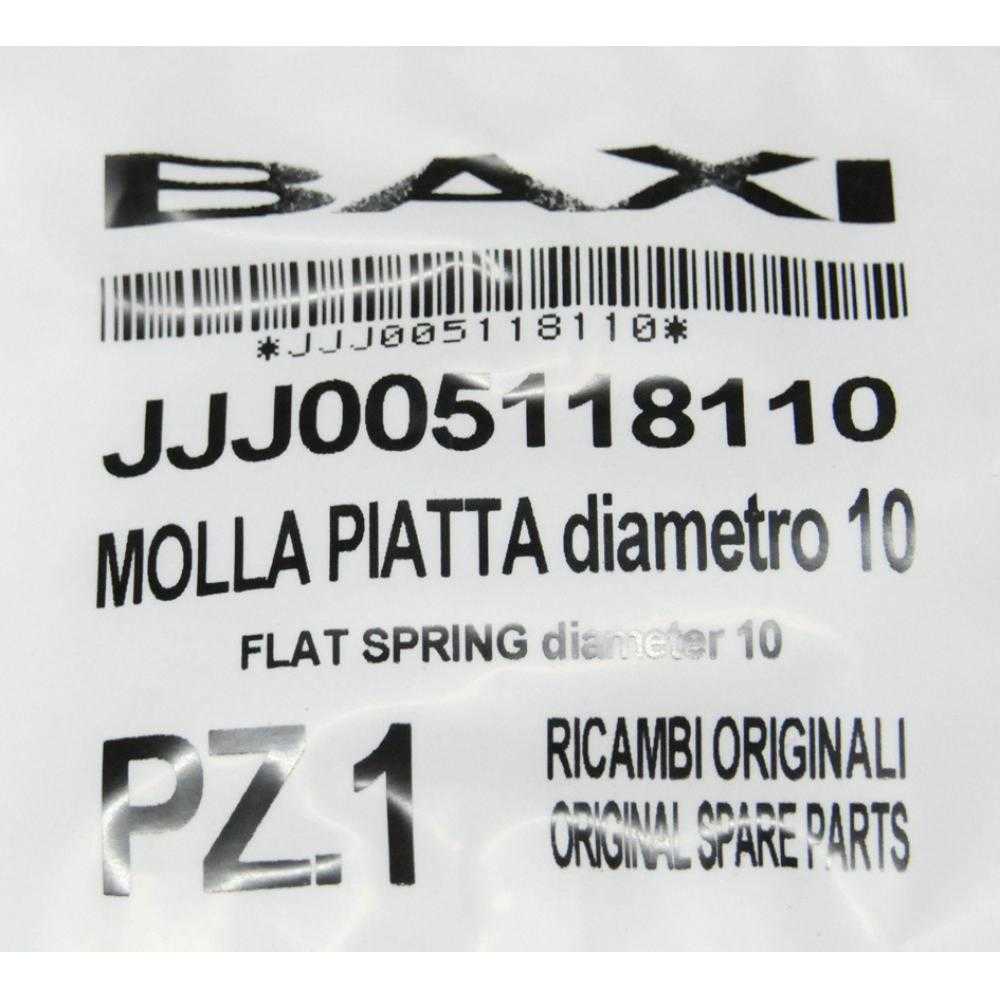 BAXI
*JJJ005118110*
JJJ005118110
MOLLA PIATTA diametro 10
FLAT SPRING diameter 10
PZ.1
RICAMBI ORIGINALI
ORIGINAL SPARE PARTS